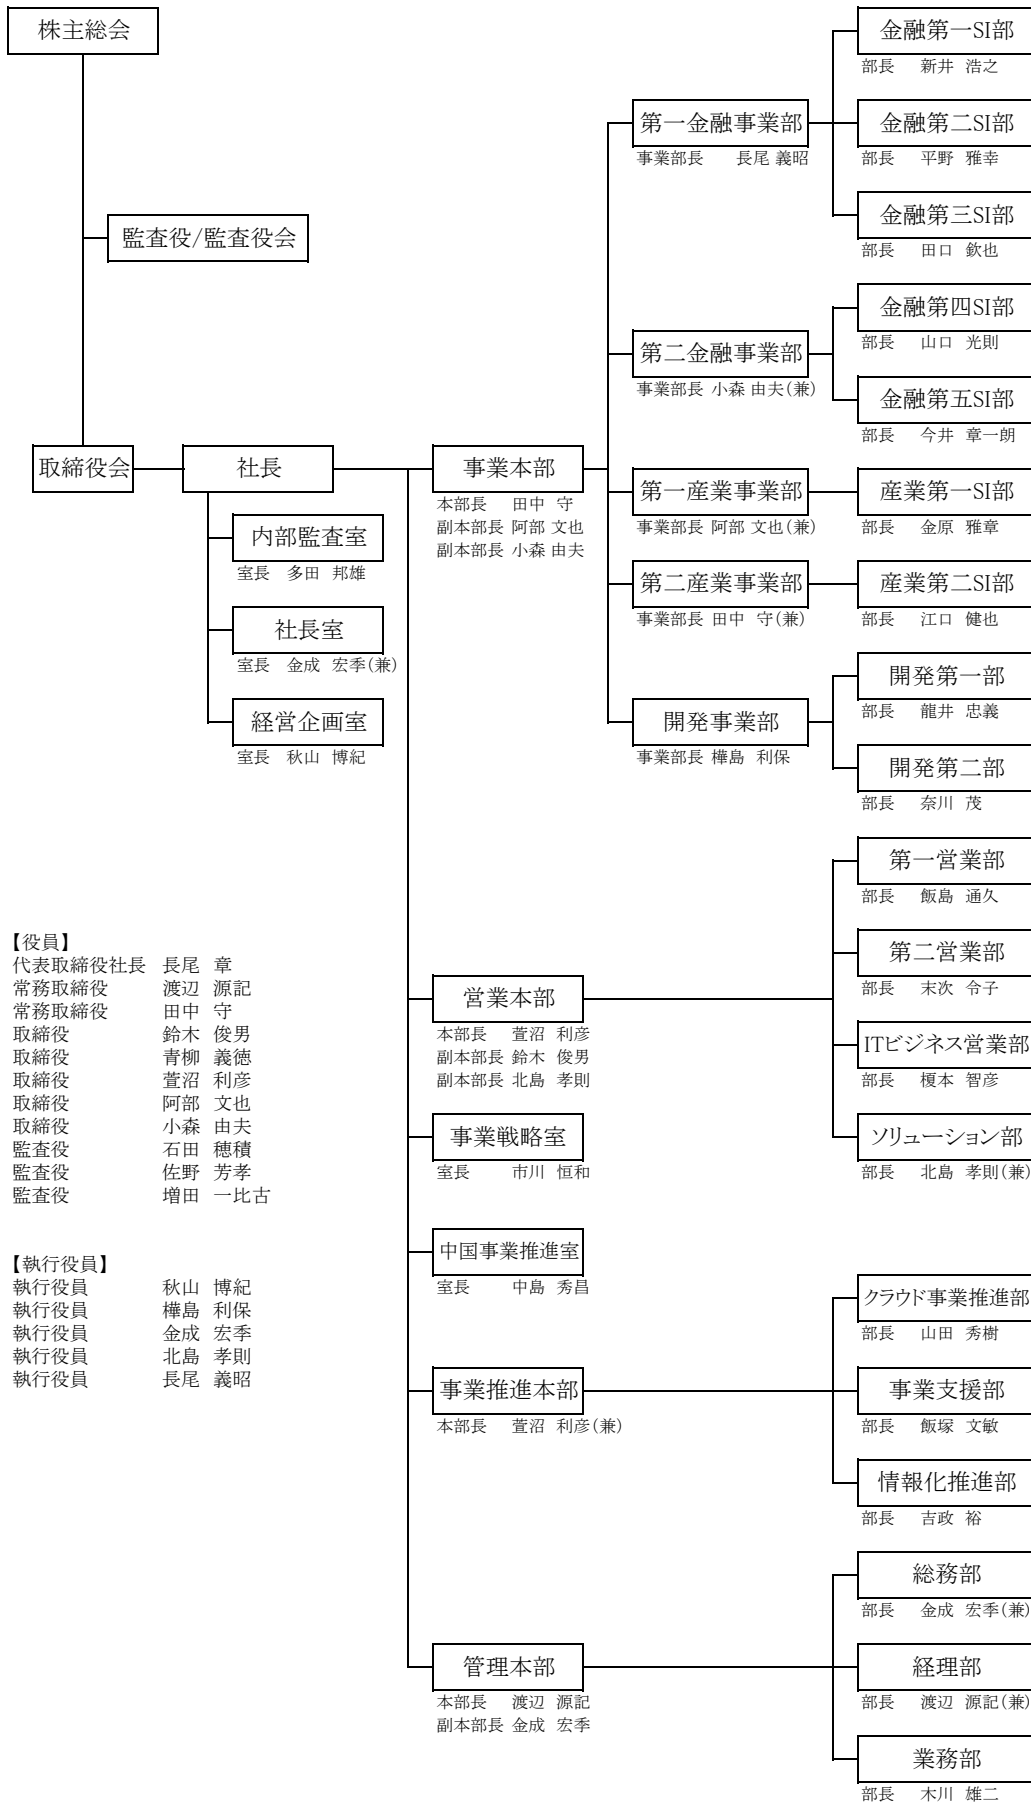 株主総会
監査役/監査役会
取締役会
社長
内部監査室
室長 多田 邦雄
社長室
室長 金成 宏季(兼)
経営企画室
室長 秋山 博紀
事業本部
本部長 田中 守
副本部長 阿部 文也
副本部長 小森 由夫
第一金融事業部
事業部長 長尾 義昭
金融第一SI部
部長 新井 浩之
金融第二SI部
部長 平野 雅幸
金融第三SI部
部長 田口 欽也
第二金融事業部
事業部長 小森 由夫(兼)
金融第四SI部
部長 山口 光則
金融第五SI部
部長 今井 章一朗
第一産業事業部
事業部長 阿部 文也(兼)
産業第一SI部
部長 金原 雅章
第二産業事業部
事業部長 田中 守(兼)
産業第二SI部
部長 江口 健也
開発事業部
事業部長 樺島 利保
開発第一部
部長 龍井 忠義
開発第二部
部長 奈川 茂
営業本部
本部長 萱沼 利彦
副本部長 鈴木 俊男
副本部長 北島 孝則
第一営業部
部長 飯島 通久
第二営業部
部長 末次 令子
ITビジネス営業部
部長 榎本 智彦
ソリューション部
部長 北島 孝則(兼)
事業戦略室
室長 市川 恒和
中国事業推進室
室長 中島 秀昌
事業推進本部
本部長 萱沼 利彦(兼)
クラウド事業推進部
部長 山田 秀樹
事業支援部
部長 飯塚 文敏
情報化推進部
部長 吉政 裕
管理本部
本部長 渡辺 源記
副本部長 金成 宏季
総務部
部長 金成 宏季(兼)
経理部
部長 渡辺 源記(兼)
業務部
部長 木川 雄二
【役員】
代表取締役社長 長尾 章
常務取締役 渡辺 源記
常務取締役 田中 守
取締役 鈴木 俊男
取締役 青柳 義徳
取締役 萱沼 利彦
取締役 阿部 文也
取締役 小森 由夫
監査役 石田 穂積
監査役 佐野 芳孝
監査役 増田 一比古
【執行役員】
執行役員 秋山 博紀
執行役員 樺島 利保
執行役員 金成 宏季
執行役員 北島 孝則
執行役員 長尾 義昭